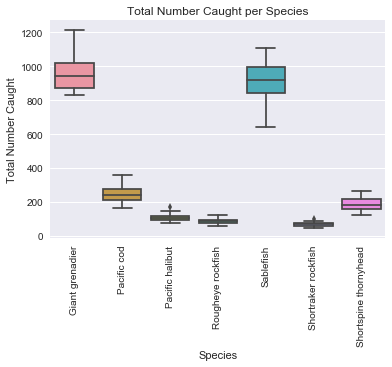 Total Number Caught per Species
Total Number Caught
1200
1000
800
600
400
200
0
Giant grenadier
Pacific cod
Pacific halibut
Rougheye rockfish
Sablefish
Shortraker rockfish
Shortspine thornyhead
Species